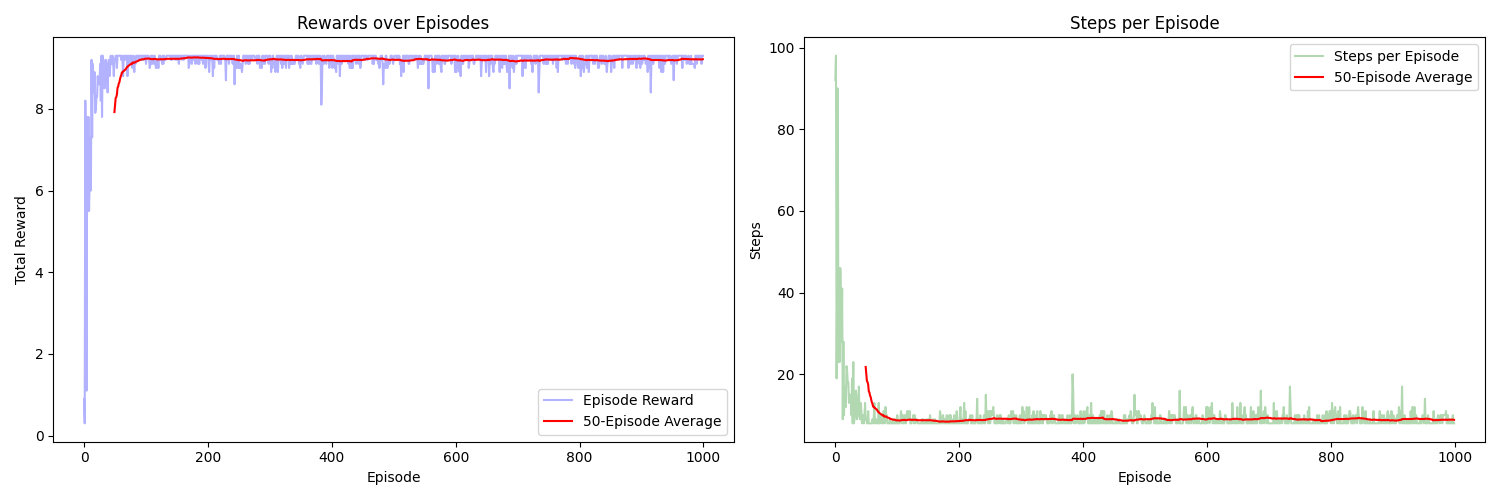 Rewards over Episodes
Total Reward
8
6
4
2
0
Episode Reward
50-Episode Average
0 200 400 600 800 1000
Episode
Steps per Episode
Steps
100
80
60
40
20
Steps per Episode
50-Episode Average
0 200 400 600 800 1000
Episode